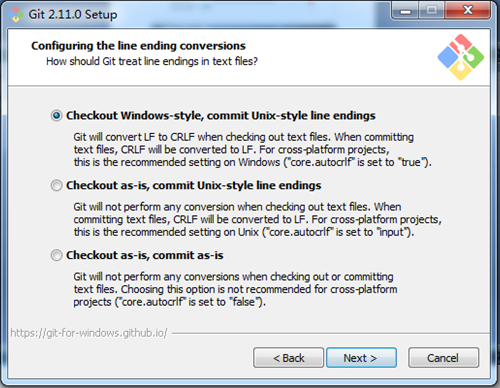 Git 2.11.0 Setup
Configuring the line ending conversions
How should Git treat line endings in text files?
Checkout Windows-style, commit Unix-style line endings
Git will convert LF to CRLF when checking out text files. When committing
text files, CRLF will be converted to LF. For cross-platform projects,
this is the recommended setting on Windows ("core.autocrlf" is set to "true").
Checkout as-is, commit Unix-style line endings
Git will not perform any conversion when checking out text files. When
committing text files, CRLF will be converted to LF. For cross-platform projects,
this is the recommended setting on Unix ("core.autocrlf" is set to "input").
Checkout as-is, commit as-is
Git will not perform any conversions when checking out or committing
text files. Choosing this option is not recommended for cross-platform
projects ("core.autocrlf" is set to "false").
https://git-for-windows.github.io/
< Back
Next >
Cancel